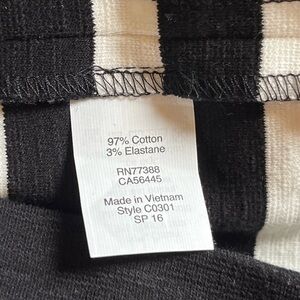 97% Cotton
3% Elastane
RN77388
CA56445
Made in Vietnam
Style C0301
SP 16